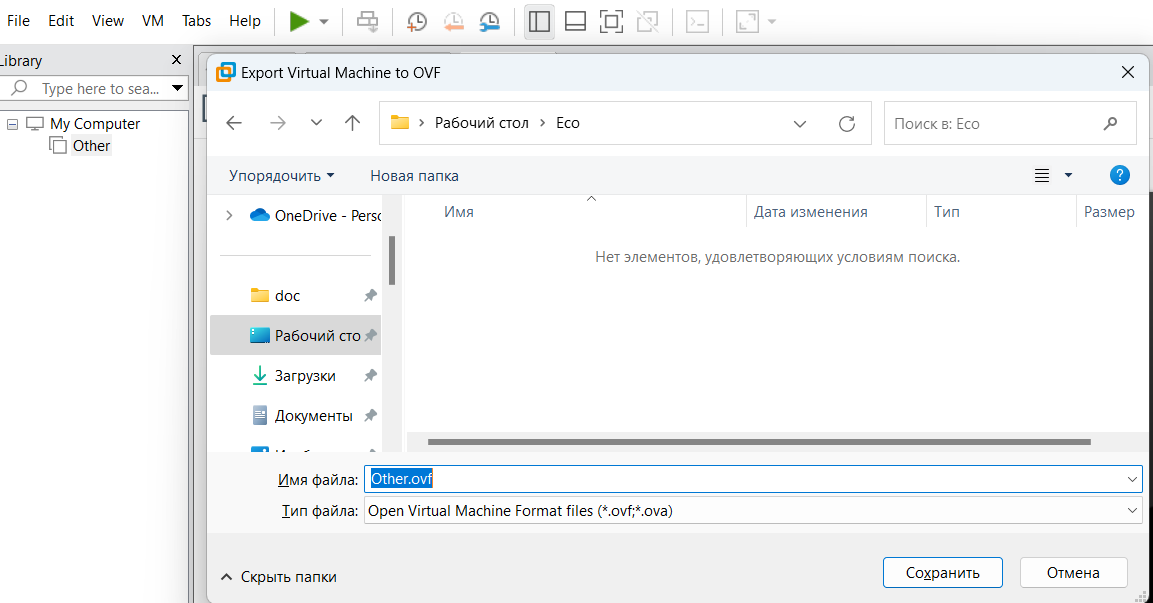 File Edit View VM Tabs Help
Library
Type here to sea...
My Computer
Other
Export Virtual Machine to OVF
Рабочий стол Eco
Поиск в: Eco
Упорядочить Новая папка
Имя Дата изменения Тип Размер
OneDrive - Perso
Нет элементов, удовлетворяющих условиям поиска.
doc
Рабочий сто
Загрузки
Документы
Имя файла: Other.ovf
Тип файла: Open Virtual Machine Format files (*.ovf;*.ova)
Скрыть папки Сохранить Отмена